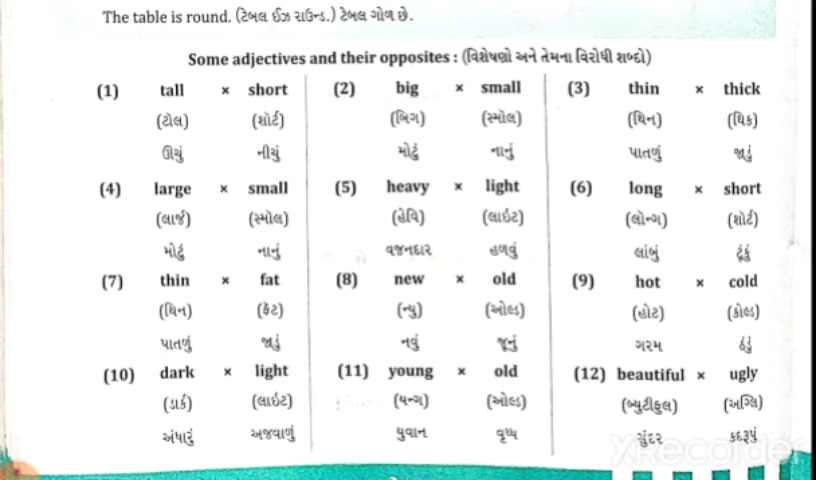 The table is round. (ટેબલ ઈઝ રાઉન્ડ.) ટેબલ ગોળ છે.
Some adjectives and their opposites : (વિશેષણો અને તેમના વિરોધી શબ્દો)
(1) tall × short (2) big × small (3) thin × thick
(ટોલ) (શોર્ટ) (બિગ) (સ્મોલ) (થિન) (થિક)
ઊંચું નીચું મોટું નાનું પાતળું જાડું
(4) large × small (5) heavy × light (6) long × short
(લાર્જ) (સ્મોલ) (હેવિ) (લાઇટ) (લોન્ગ) (શોર્ટ)
મોટું નાનું વજનદાર હળવું લાંબું ટૂંકું
(7) thin × fat (8) new × old (9) hot × cold
(થિન) (ફૅટ) (ન્યુ) (ઓલ્ડ) (હોટ) (કોલ્ડ)
પાતળું જાડું નવું જૂનું ગરમ ઠંડું
(10) dark × light (11) young × old (12) beautiful × ugly
(ડાર્ક) (લાઇટ) (યન્ગ) (ઓલ્ડ) (બ્યુટીફુલ) (અગ્લિ)
અંધારું અજવાળું યુવાન વૃધ્ધ સુંદર કદરૂપું
XRecorder